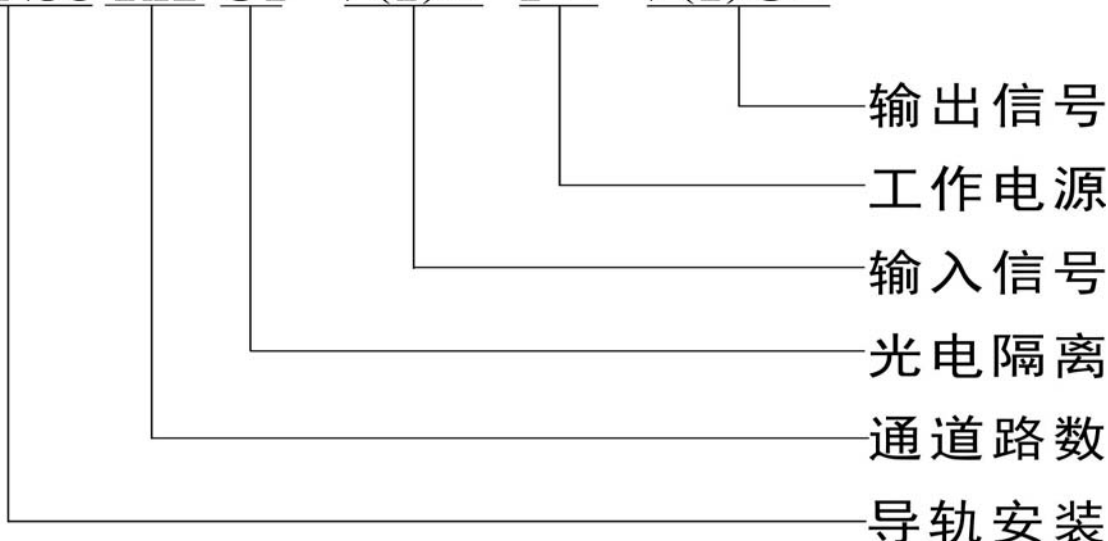 输出信号
工作电源
输入信号
光电隔离
通道路数
导轨安装